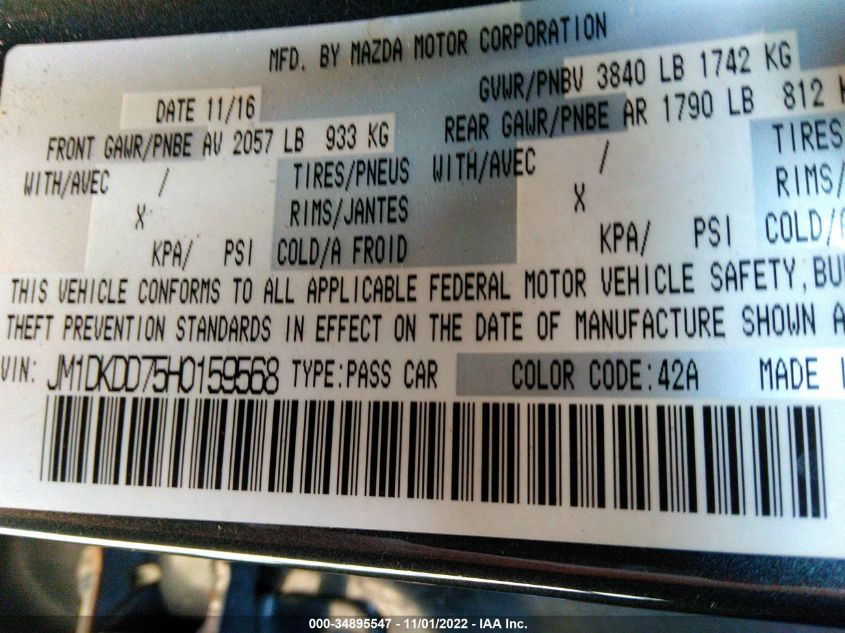 MFD. BY MAZDA MOTOR CORPORATION
DATE 11/16 GVWR/PNBV 3840 LB 1742 KG
FRONT GAWR/PNBE AV 2057 LB 933 KG REAR GAWR/PNBE AR 1790 LB 812
WITH/AVEC / TIRES/PNEUS WITH/AVEC / TIRES
X RIMS/JANTES X RIMS/
KPA/ PSI COLD/A FROID KPA/ PSI COLD/A
THIS VEHICLE CONFORMS TO ALL APPLICABLE FEDERAL MOTOR VEHICLE SAFETY, BU
THEFT PREVENTION STANDARDS IN EFFECT ON THE DATE OF MANUFACTURE SHOWN A
VIN: JM1DKDD75H0159568 TYPE:PASS CAR COLOR CODE:42A MADE
000-34895547 - 11/01/2022 - IAA Inc.